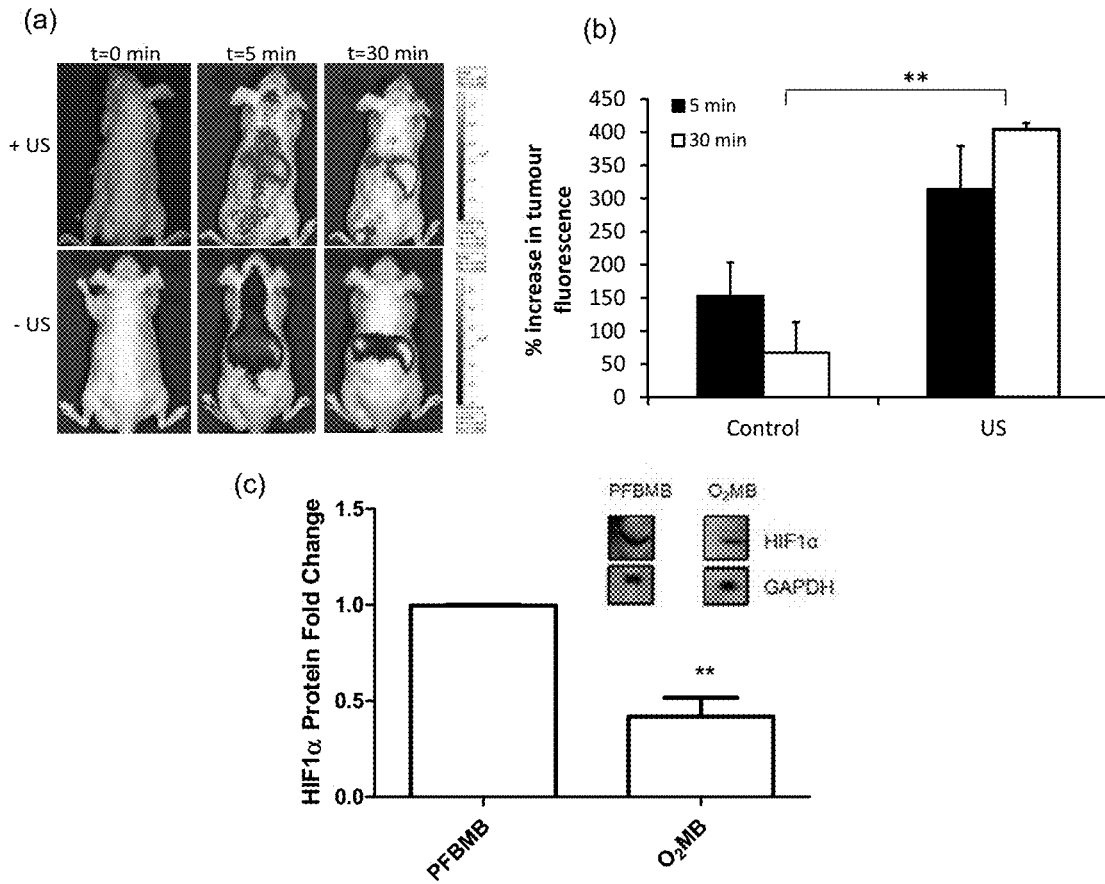 (a)
t=0 min t=5 min t=30 min
+ US
- US
(b)
**
450
400
350
300
250
200
150
100
50
0
5 min
30 min
% increase in tumour
fluorescence
Control US
(c)
HIF1α Protein Fold Change
1.5
1.0
0.5
0.0
PFBMB O₂MB
HIF1α
GAPDH
**
PFBMB
O₂MB